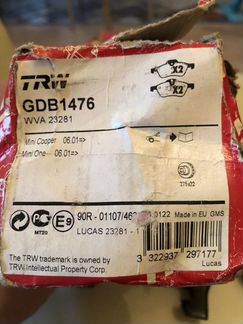 TRW
X2
X2
GDB1476
WVA 23281
Mini Cooper 06.01=>
Mini One 06.01=>
MT20
E9
90R - 01107/46
0122
Made in EU
GMS
LUCAS 23281 - 1
3 322937 297177
Lucas
The TRW trademark is owned by
TRW Intellectual Property Corp.